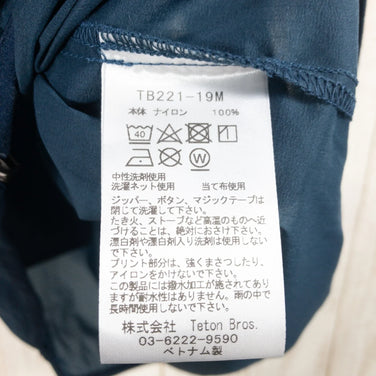 TB221-19M
本体 ナイロン 100%
40
W
中性洗剤使用
洗濯ネット使用 当て布使用
ジッパー、ボタン、マジックテープは
閉じて洗濯して下さい。
たき火、ストーブなど高温のものへ近
づけることは、絶対におさけ下さい。
漂白剤や漂白剤入り洗剤は使用しない
で下さい。
プリント部分は、強くまさつしたり、
アイロンをかけないで下さい。
この製品には撥水加工が施されてあり
ますが耐水性はありません。雨の中で
長時間使用しないで下さい。
株式会社 Teton Bros.
03-6222-9590
ベトナム製